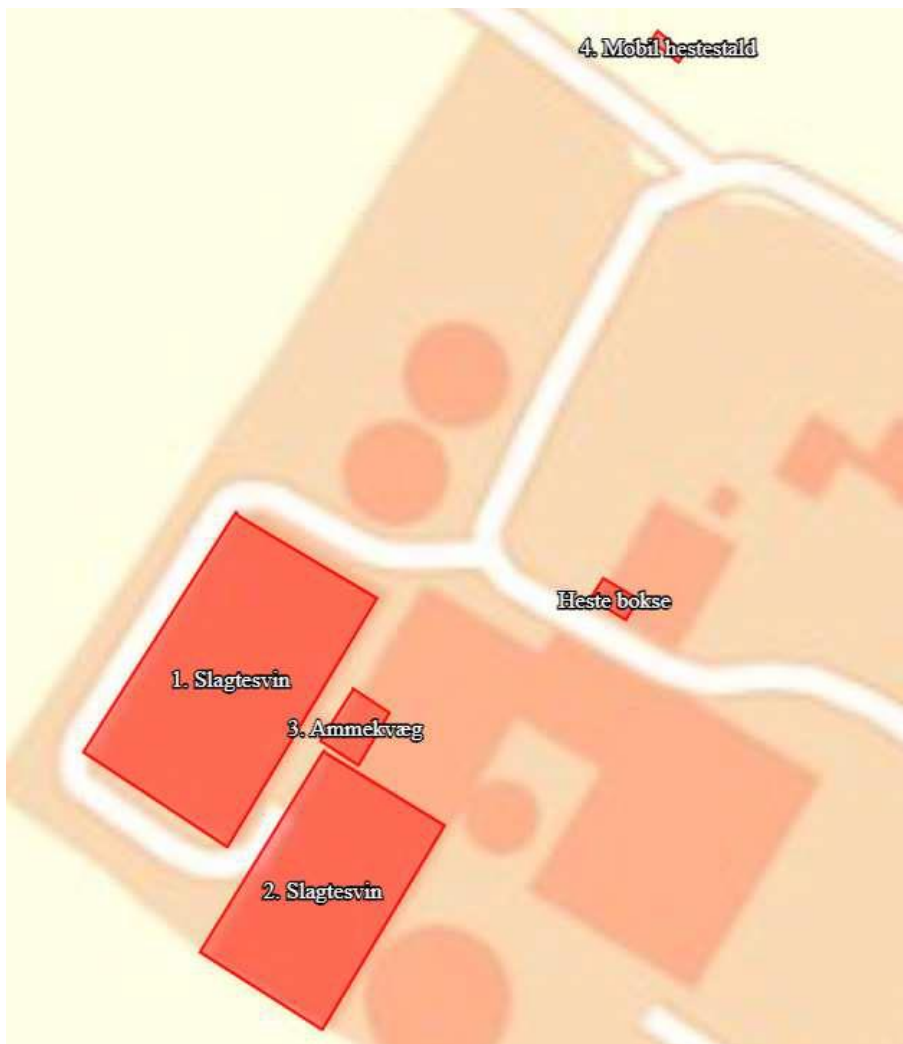 4. Mobil hestestald
Heste bokse
1. Slagtesvin
3. Ammekvæg
2. Slagtesvin